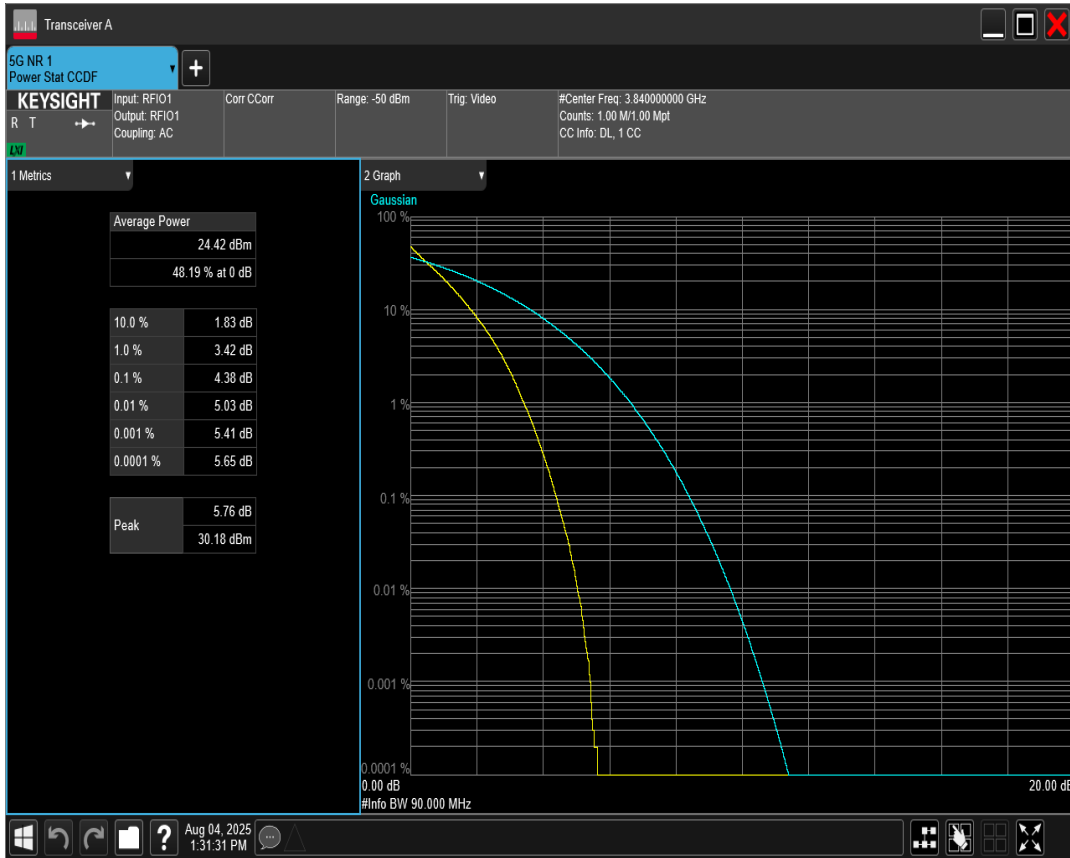 Transceiver A
5G NR 1
Power Stat CCDF
KEYSIGHT
R T
LXI
Input: RFIO1
Output: RFIO1
Coupling: AC
Corr CCorr
Range: -50 dBm
Trig: Video
#Center Freq: 3.840000000 GHz
Counts: 1.00 M/1.00 Mpt
CC Info: DL, 1 CC
1 Metrics
Average Power
24.42 dBm
48.19 % at 0 dB
10.0 % 1.83 dB
1.0 % 3.42 dB
0.1 % 4.38 dB
0.01 % 5.03 dB
0.001 % 5.41 dB
0.0001 % 5.65 dB
Peak 5.76 dB
30.18 dBm
2 Graph
Gaussian
100 %
10 %
1 %
0.1 %
0.01 %
0.001 %
0.0001 %
0.00 dB 20.00 dB
#Info BW 90.000 MHz
?
Aug 04, 2025
1:31:31 PM